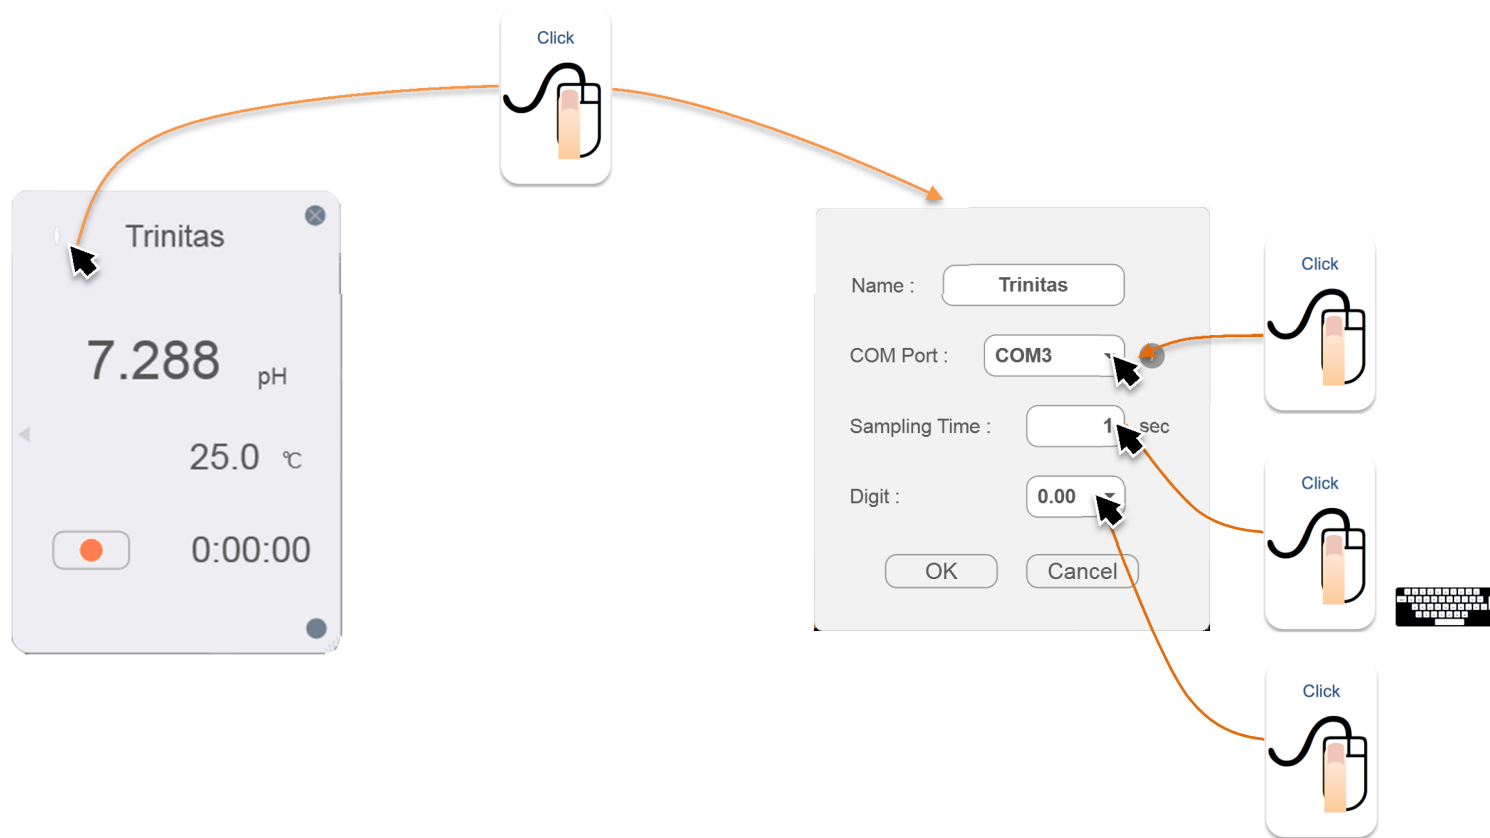 Click
Trinitas
7.288 pH
25.0 ℃
0:00:00
Name : Trinitas
COM Port : COM3
Sampling Time : 1 sec
Digit : 0.00
OK Cancel
Click
Click
Click